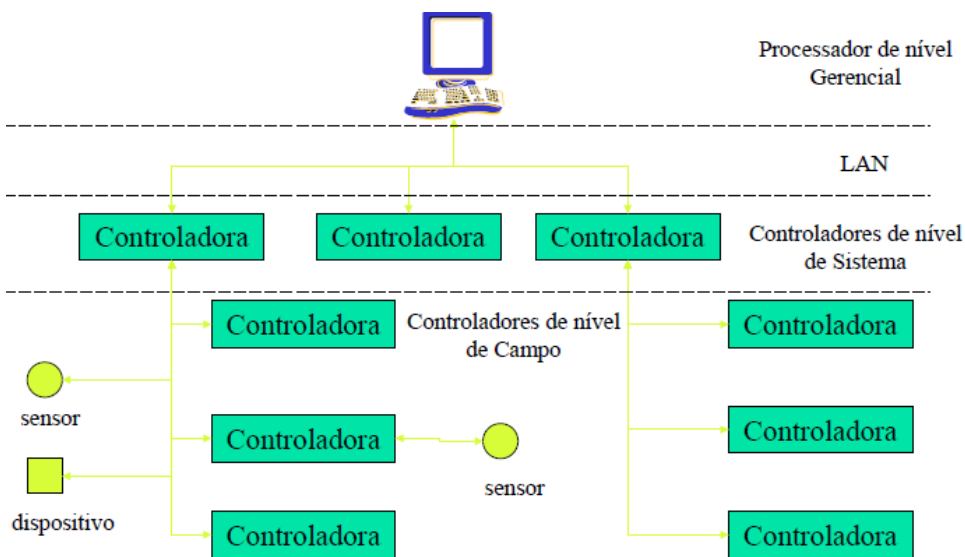 Processador de nível
Gerencial
LAN
Controladora
Controladora
Controladora
Controladores de nível
de Sistema
Controladora
Controladores de nível
de Campo
Controladora
sensor
Controladora
sensor
Controladora
dispositivo
Controladora
Controladora